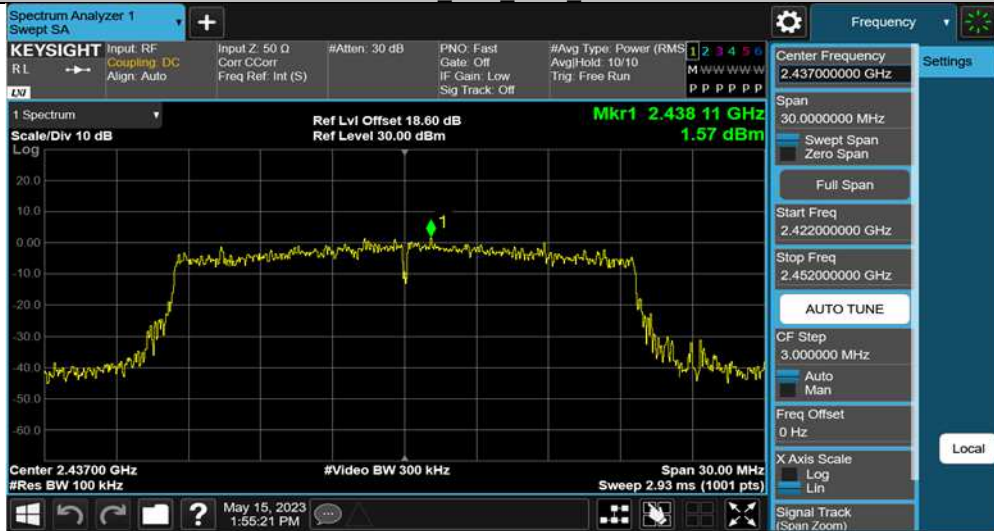 Spectrum Analyzer 1
Swept SA
+
Frequency
KEYSIGHT
RL
LXI
Input: RF
Coupling: DC
Align: Auto
Input Z: 50 Ω
Corr CCorr
Freq Ref: Int (S)
#Atten: 30 dB
PNO: Fast
Gate: Off
IF Gain: Low
Sig Track: Off
#Avg Type: Power (RMS
Avg|Hold: 10/10
Trig: Free Run
1 2 3 4 5 6
M W W W W W
P P P P P P
1 Spectrum
Scale/Div 10 dB
Log
Ref Lvl Offset 18.60 dB
Ref Level 30.00 dBm
Mkr1 2.438 11 GHz
1.57 dBm
20.0
10.0
0.00
-10.0
-20.0
-30.0
-40.0
-50.0
-60.0
1
Center 2.43700 GHz
#Res BW 100 kHz
#Video BW 300 kHz
Span 30.00 MHz
Sweep 2.93 ms (1001 pts)
?
May 15, 2023
1:55:21 PM
Center Frequency
2.437000000 GHz
Span
30.0000000 MHz
Swept Span
Zero Span
Full Span
Start Freq
2.422000000 GHz
Stop Freq
2.452000000 GHz
AUTO TUNE
CF Step
3.000000 MHz
Auto
Man
Freq Offset
0 Hz
X Axis Scale
Log
Lin
Signal Track
(Span Zoom)
Settings
Local